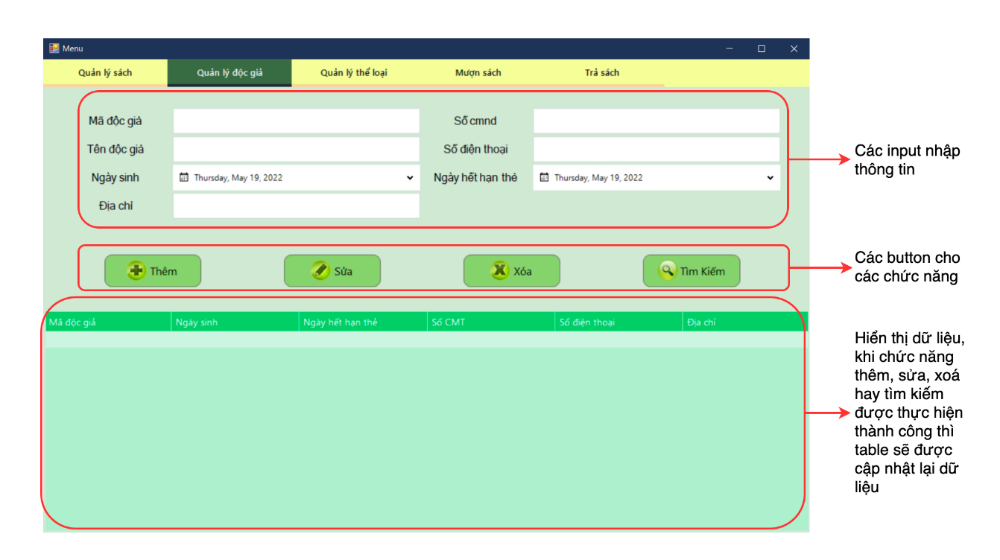 Menu
Quản lý sách Quản lý độc giả Quản lý thể loại Mượn sách Trả sách
Mã độc giả Số cmnd
Tên độc giả Số điện thoại
Ngày sinh Thursday, May 19, 2022 Ngày hết hạn thẻ Thursday, May 19, 2022
Địa chỉ
Các input nhập
thông tin
Thêm Sửa Xóa Tìm Kiếm
Các button cho
các chức năng
Mã độc giả Ngày sinh Ngày hết hạn thẻ Số CMT Số điện thoại Địa chỉ
Hiển thị dữ liệu,
khi chức năng
thêm, sửa, xoá
hay tìm kiếm
được thực hiện
thành công thì
table sẽ được
cập nhật lại dữ
liệu